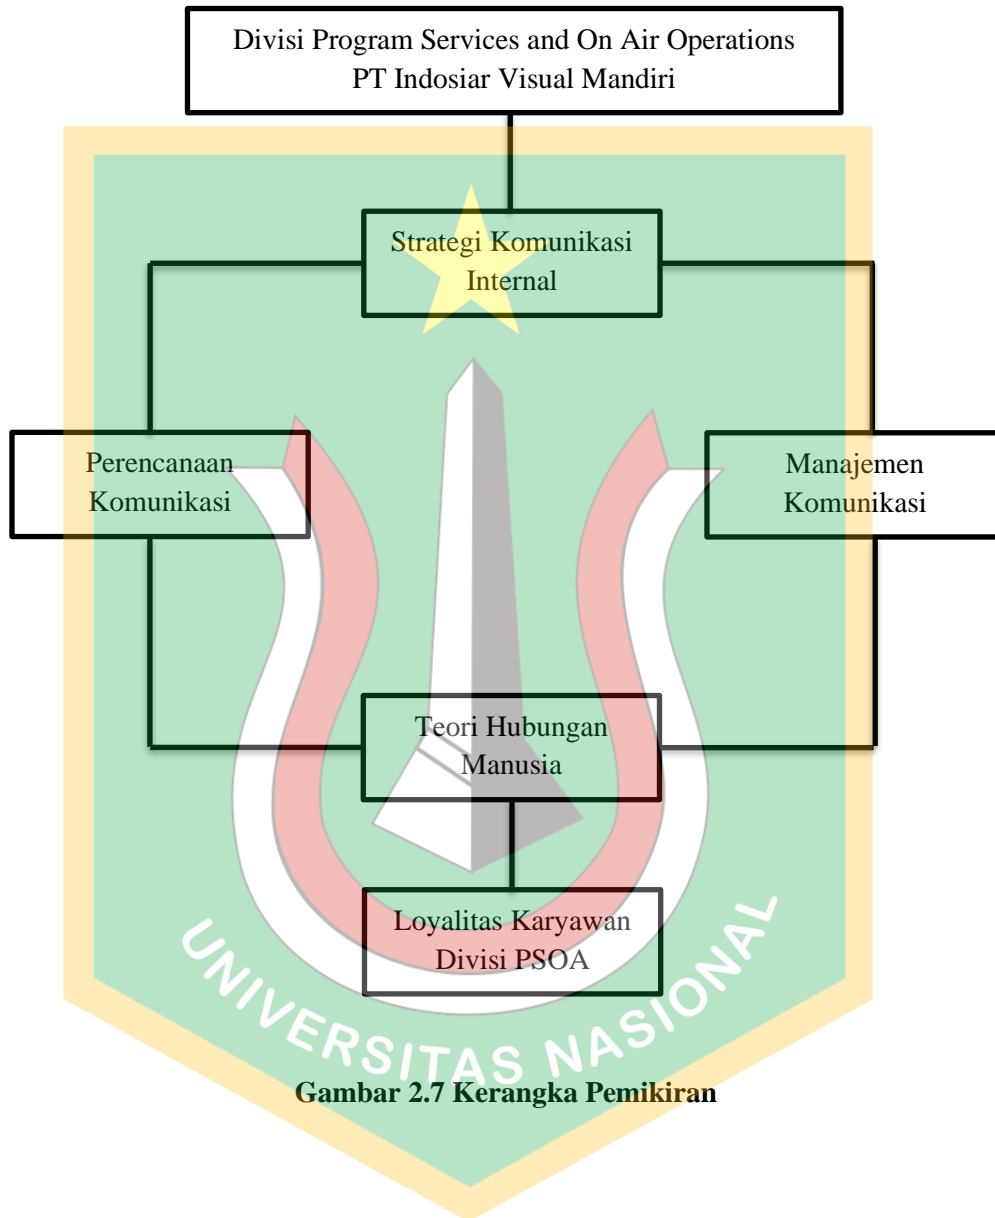 Divisi Program Services and On Air Operations
PT Indosiar Visual Mandiri
Strategi Komunikasi
Internal
Perencanaan
Komunikasi
Manajemen
Komunikasi
Teori Hubungan
Manusia
Loyalitas Karyawan
Divisi PSOA
UNIVERSITAS NASIONAL
Gambar 2.7 Kerangka Pemikiran